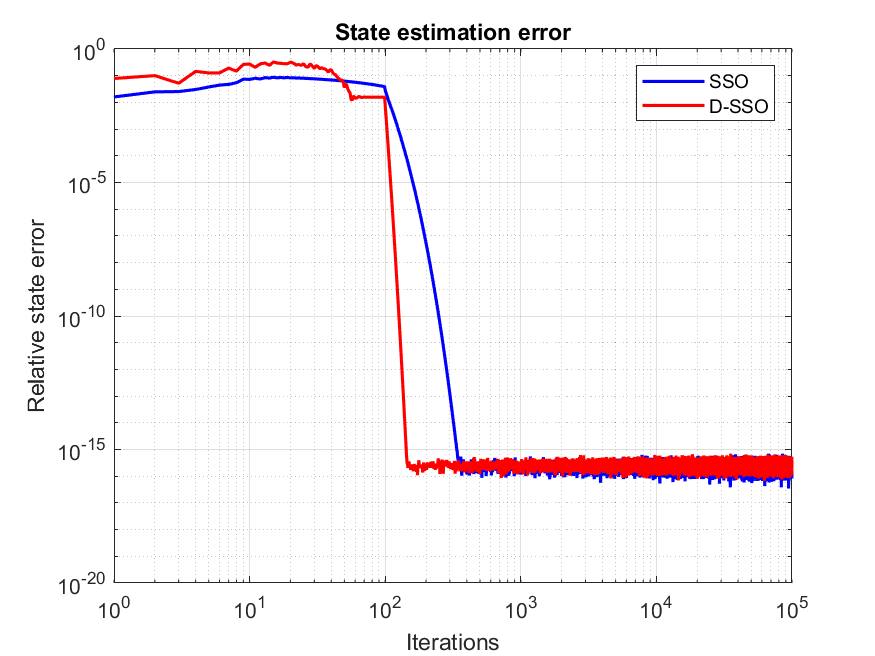 State estimation error
10^0
10^-5
10^-10
10^-15
10^-20
Relative state error
SSO
D-SSO
10^0
10^1
10^2
10^3
10^4
10^5
Iterations